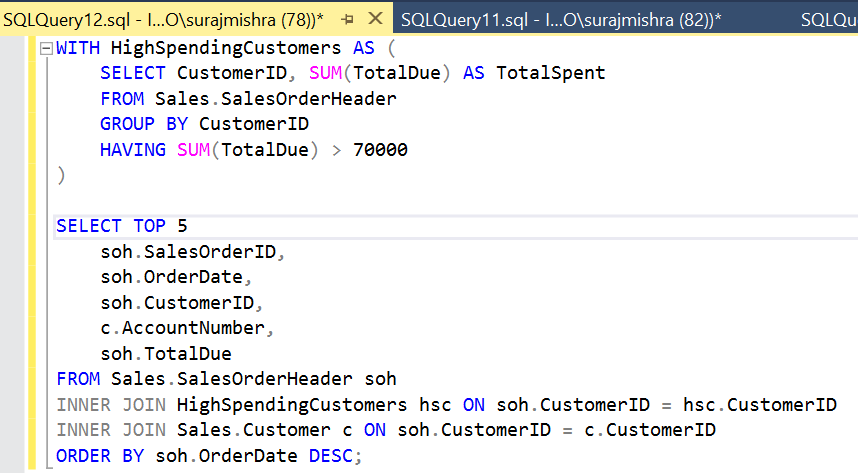 SQLQuery12.sql - I...O\surajmishra (78))* SQLQuery11.sql - I...O\surajmishra (82))* SQLQu
WITH HighSpendingCustomers AS (
SELECT CustomerID, SUM(TotalDue) AS TotalSpent
FROM Sales.SalesOrderHeader
GROUP BY CustomerID
HAVING SUM(TotalDue) > 70000
)
SELECT TOP 5
soh.SalesOrderID,
soh.OrderDate,
soh.CustomerID,
c.AccountNumber,
soh.TotalDue
FROM Sales.SalesOrderHeader soh
INNER JOIN HighSpendingCustomers hsc ON soh.CustomerID = hsc.CustomerID
INNER JOIN Sales.Customer c ON soh.CustomerID = c.CustomerID
ORDER BY soh.OrderDate DESC;